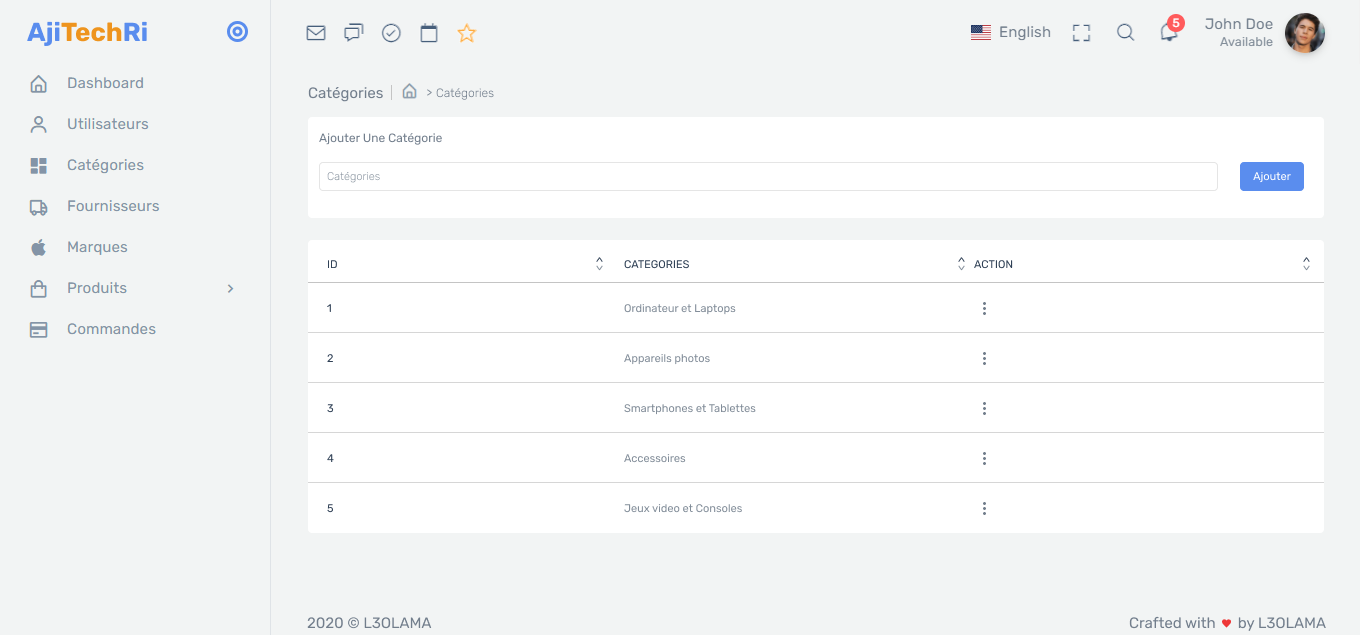 AjiTechRi
English
5
John Doe
Available
Dashboard
Utilisateurs
Catégories
Fournisseurs
Marques
Produits
Commandes
Catégories
> Catégories
Ajouter Une Catégorie
Catégories
Ajouter
ID CATEGORIES ACTION
1 Ordinateur et Laptops
2 Appareils photos
3 Smartphones et Tablettes
4 Accessoires
5 Jeux video et Consoles
2020 © L3OLAMA
Crafted with ♥ by L3OLAMA